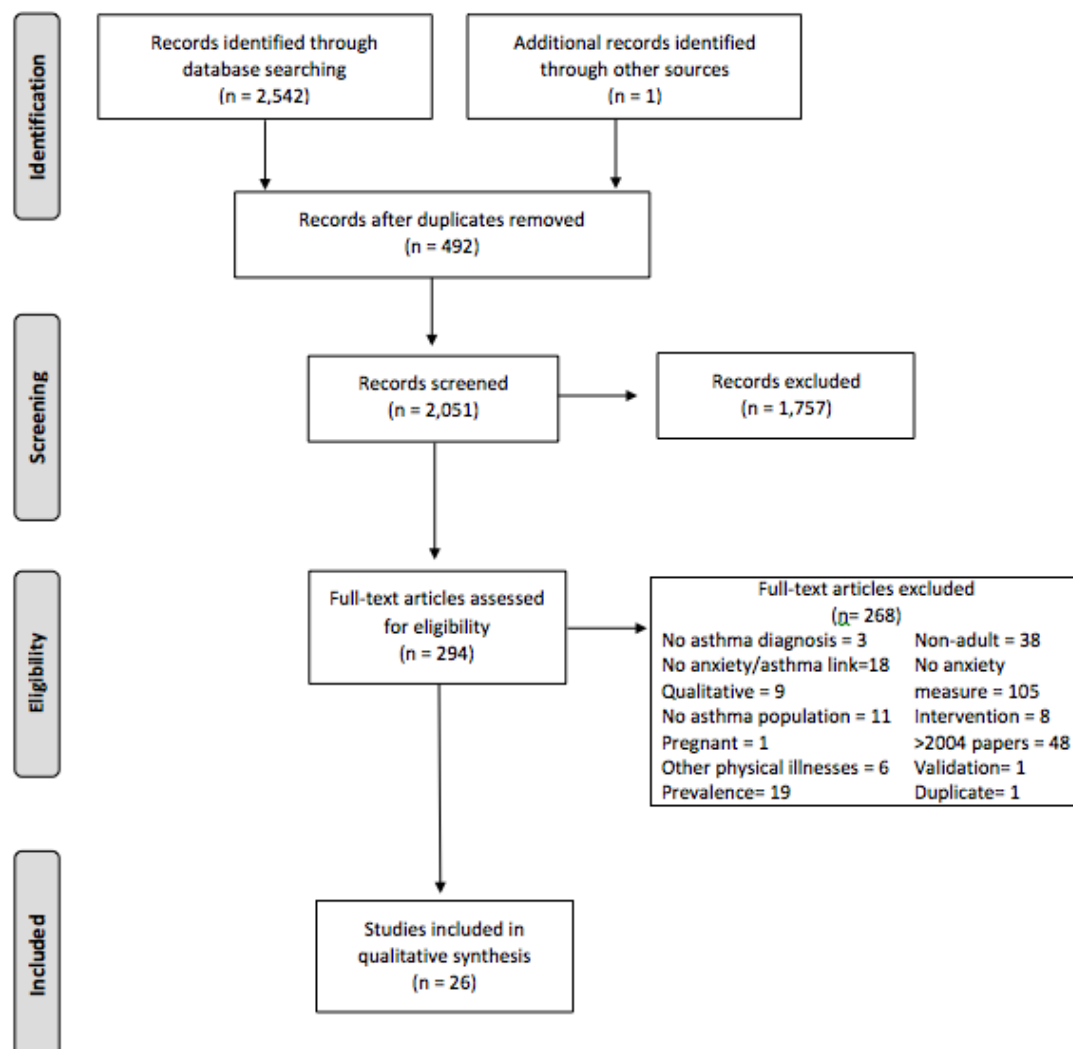 Identification
Records identified through
database searching
(n = 2,542)
Additional records identified
through other sources
(n = 1)
Records after duplicates removed
(n = 492)
Screening
Records screened
(n = 2,051)
Records excluded
(n = 1,757)
Eligibility
Full-text articles assessed
for eligibility
(n = 294)
Full-text articles excluded
(n= 268)
No asthma diagnosis = 3
No anxiety/asthma link=18
Qualitative = 9
No asthma population = 11
Pregnant = 1
Other physical illnesses = 6
Prevalence= 19
Non-adult = 38
No anxiety
measure = 105
Intervention = 8
>2004 papers = 48
Validation= 1
Duplicate= 1
Included
Studies included in
qualitative synthesis
(n = 26)